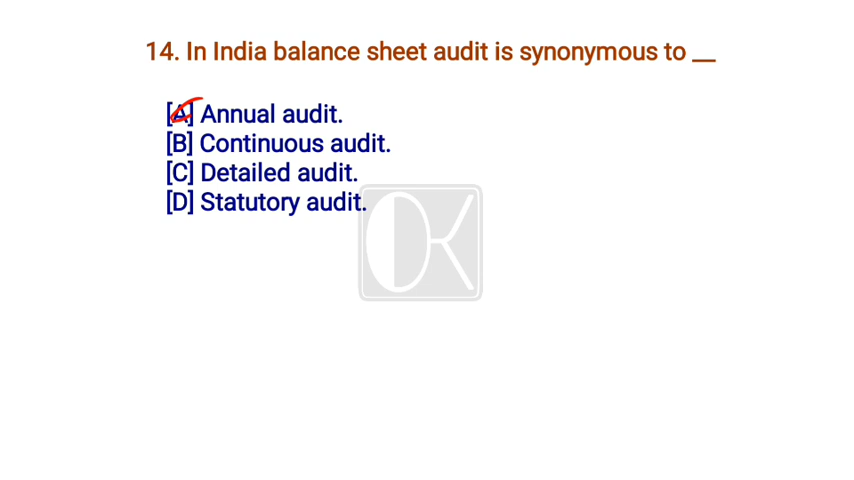 14. In India balance sheet audit is synonymous to __
[A] Annual audit.
[B] Continuous audit.
[C] Detailed audit.
[D] Statutory audit.